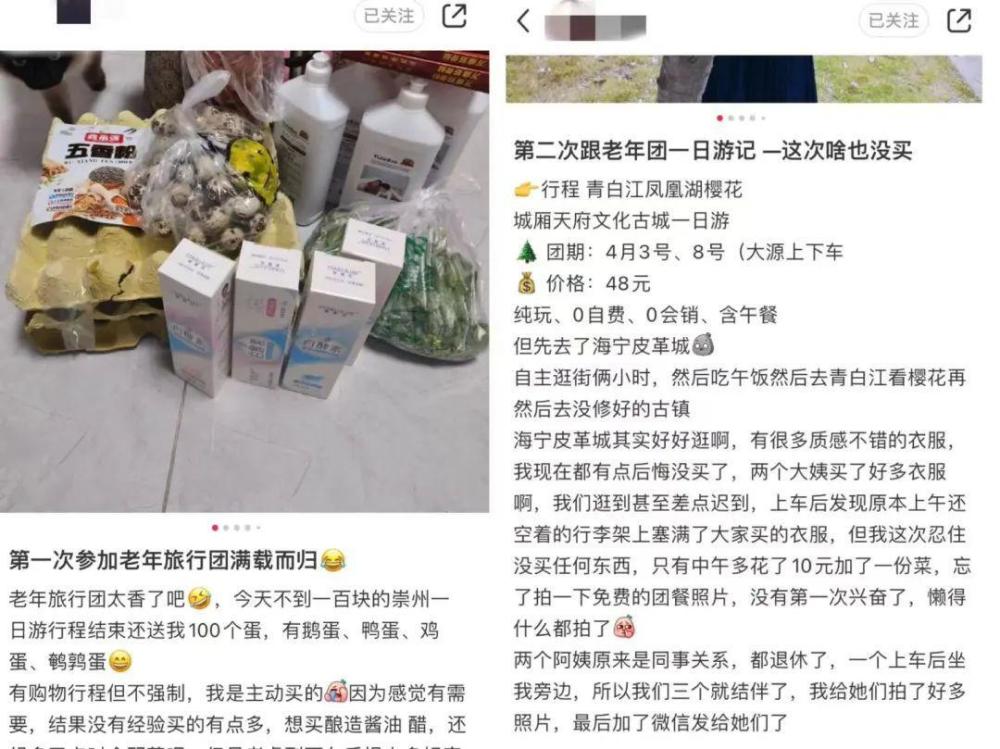 已关注
五香粉
第一次参加老年旅行团满载而归😂
老年旅行团太香了吧🤣，今天不到一百块的崇州一
日游行程结束还送我100个蛋，有鹅蛋、鸭蛋、鸡
蛋、鹌鹑蛋😄
有购物行程但不强制，我是主动买的因为感觉有需
要，结果没有经验买的有点多，想买酿造酱油 醋，还
已关注
第二次跟老年团一日游记 —这次啥也没买
👉行程 青白江凤凰湖樱花
城厢天府文化古城一日游
🌲 团期：4月3号、8号（大源上下车
💰 价格：48元
纯玩、0自费、0会销、含午餐
但先去了海宁皮革城
自主逛街俩小时，然后吃午饭然后去青白江看樱花再
然后去没修好的古镇
海宁皮革城其实好好逛啊，有很多质感不错的衣服，
我现在都有点后悔没买了，两个大姨买了好多衣服
啊，我们逛到甚至差点迟到，上车后发现原本上午还
空着的行李架上塞满了大家买的衣服，但我这次忍住
没买任何东西，只有中午多花了10元加了一份菜，忘
了拍一下免费的团餐照片，没有第一次兴奋了，懒得
什么都拍了
两个阿姨原来是同事关系，都退休了，一个上车后坐
我旁边，所以我们三个就结伴了，我给她们拍了好多
照片，最后加了微信发给她们了